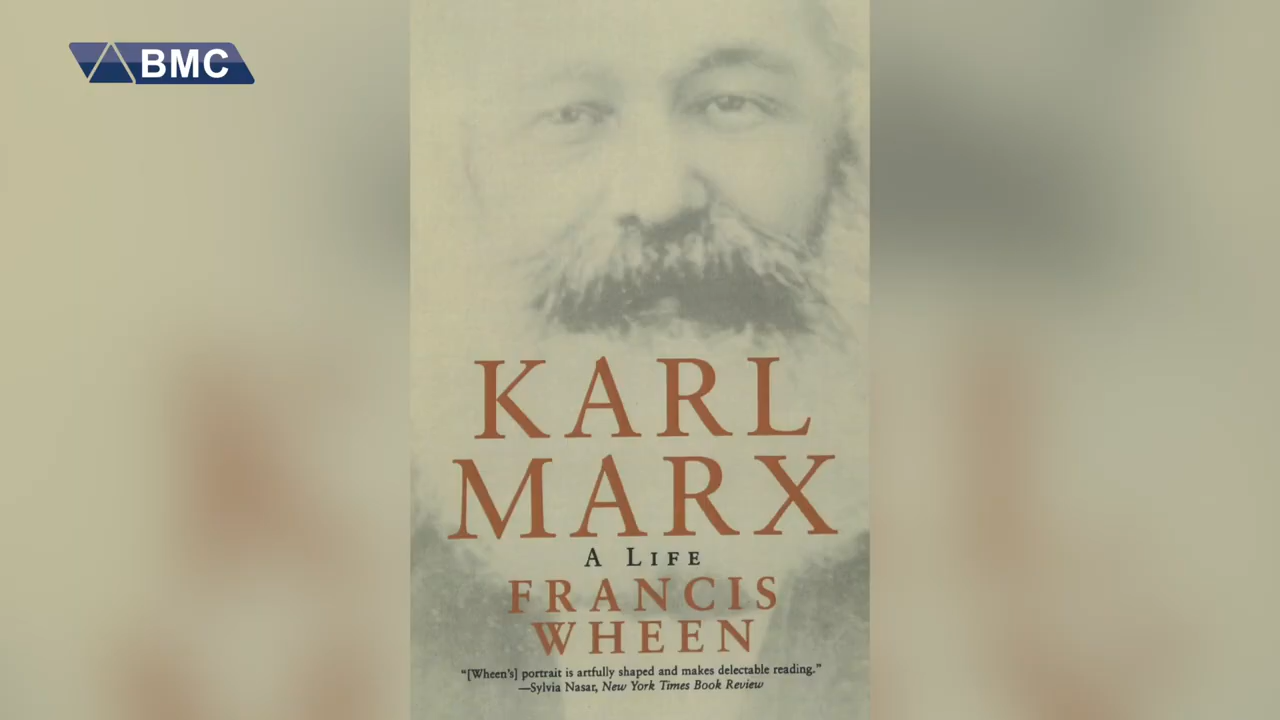 BMC
KARL
MARX
A LIFE
FRANCIS
WHEEN
“[Wheen's] portrait is artfully shaped and makes delectable reading.”
—Sylvia Nasar, New York Times Book Review